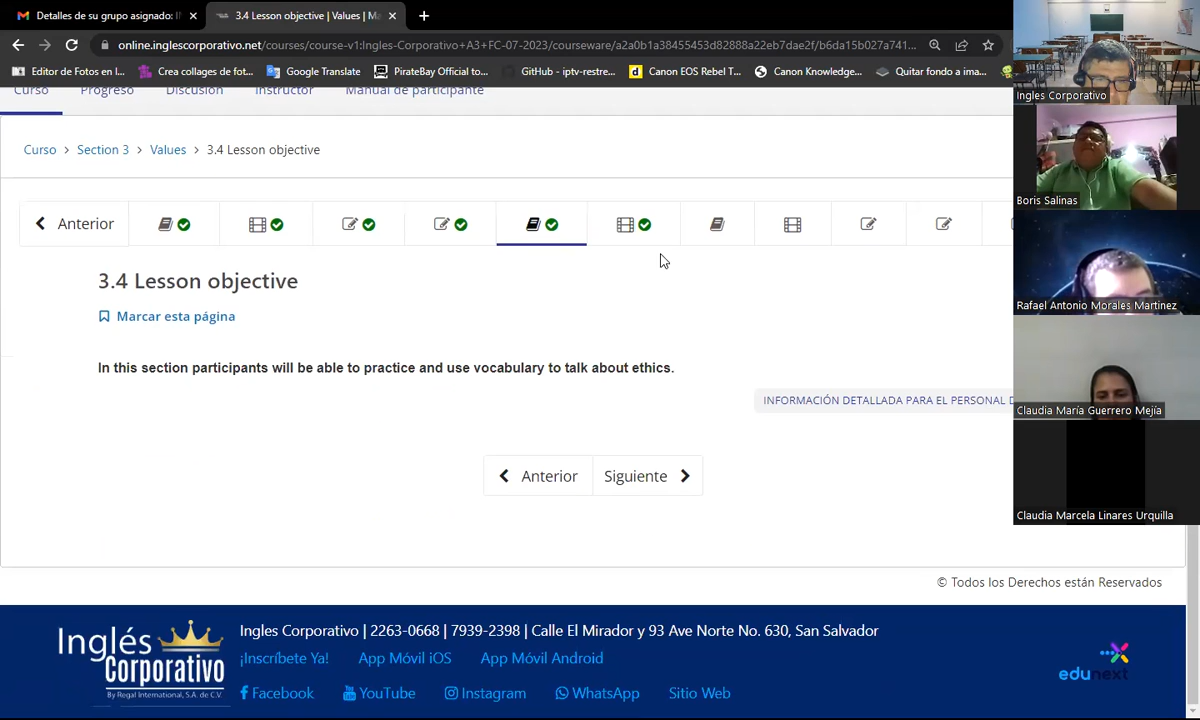 Detalles de su grupo asignado: I
3.4 Lesson objective | Values | Ma
online.inglescorporativo.net/courses/course-v1:Ingles-Corporativo+A3+FC-07-2023/courseware/a2a0b1a38455453d82888a22eb7dae2f/b6da15b027a741...
Editor de Fotos en l...
Crea collages de fot...
Google Translate
PirateBay Official to...
GitHub - iptv-restre...
Canon EOS Rebel T...
Canon Knowledge...
Quitar fondo a ima...
Curso
Progreso
Discusión
Instructor
Manual de participante
Curso > Section 3 > Values > 3.4 Lesson objective
Anterior
3.4 Lesson objective
Marcar esta página
In this section participants will be able to practice and use vocabulary to talk about ethics.
INFORMACIÓN DETALLADA PARA EL PERSONAL D
Anterior
Siguiente
© Todos los Derechos están Reservados
Inglés Corporativo
By Regal International, S.A. de C.V.
Ingles Corporativo | 2263-0668 | 7939-2398 | Calle El Mirador y 93 Ave Norte No. 630, San Salvador
¡Inscríbete Ya!
App Móvil iOS
App Móvil Android
Facebook
YouTube
Instagram
WhatsApp
Sitio Web
edunext
Ingles Corporativo
Boris Salinas
Rafael Antonio Morales Martinez
Claudia María Guerrero Mejía
Claudia Marcela Linares Urquilla